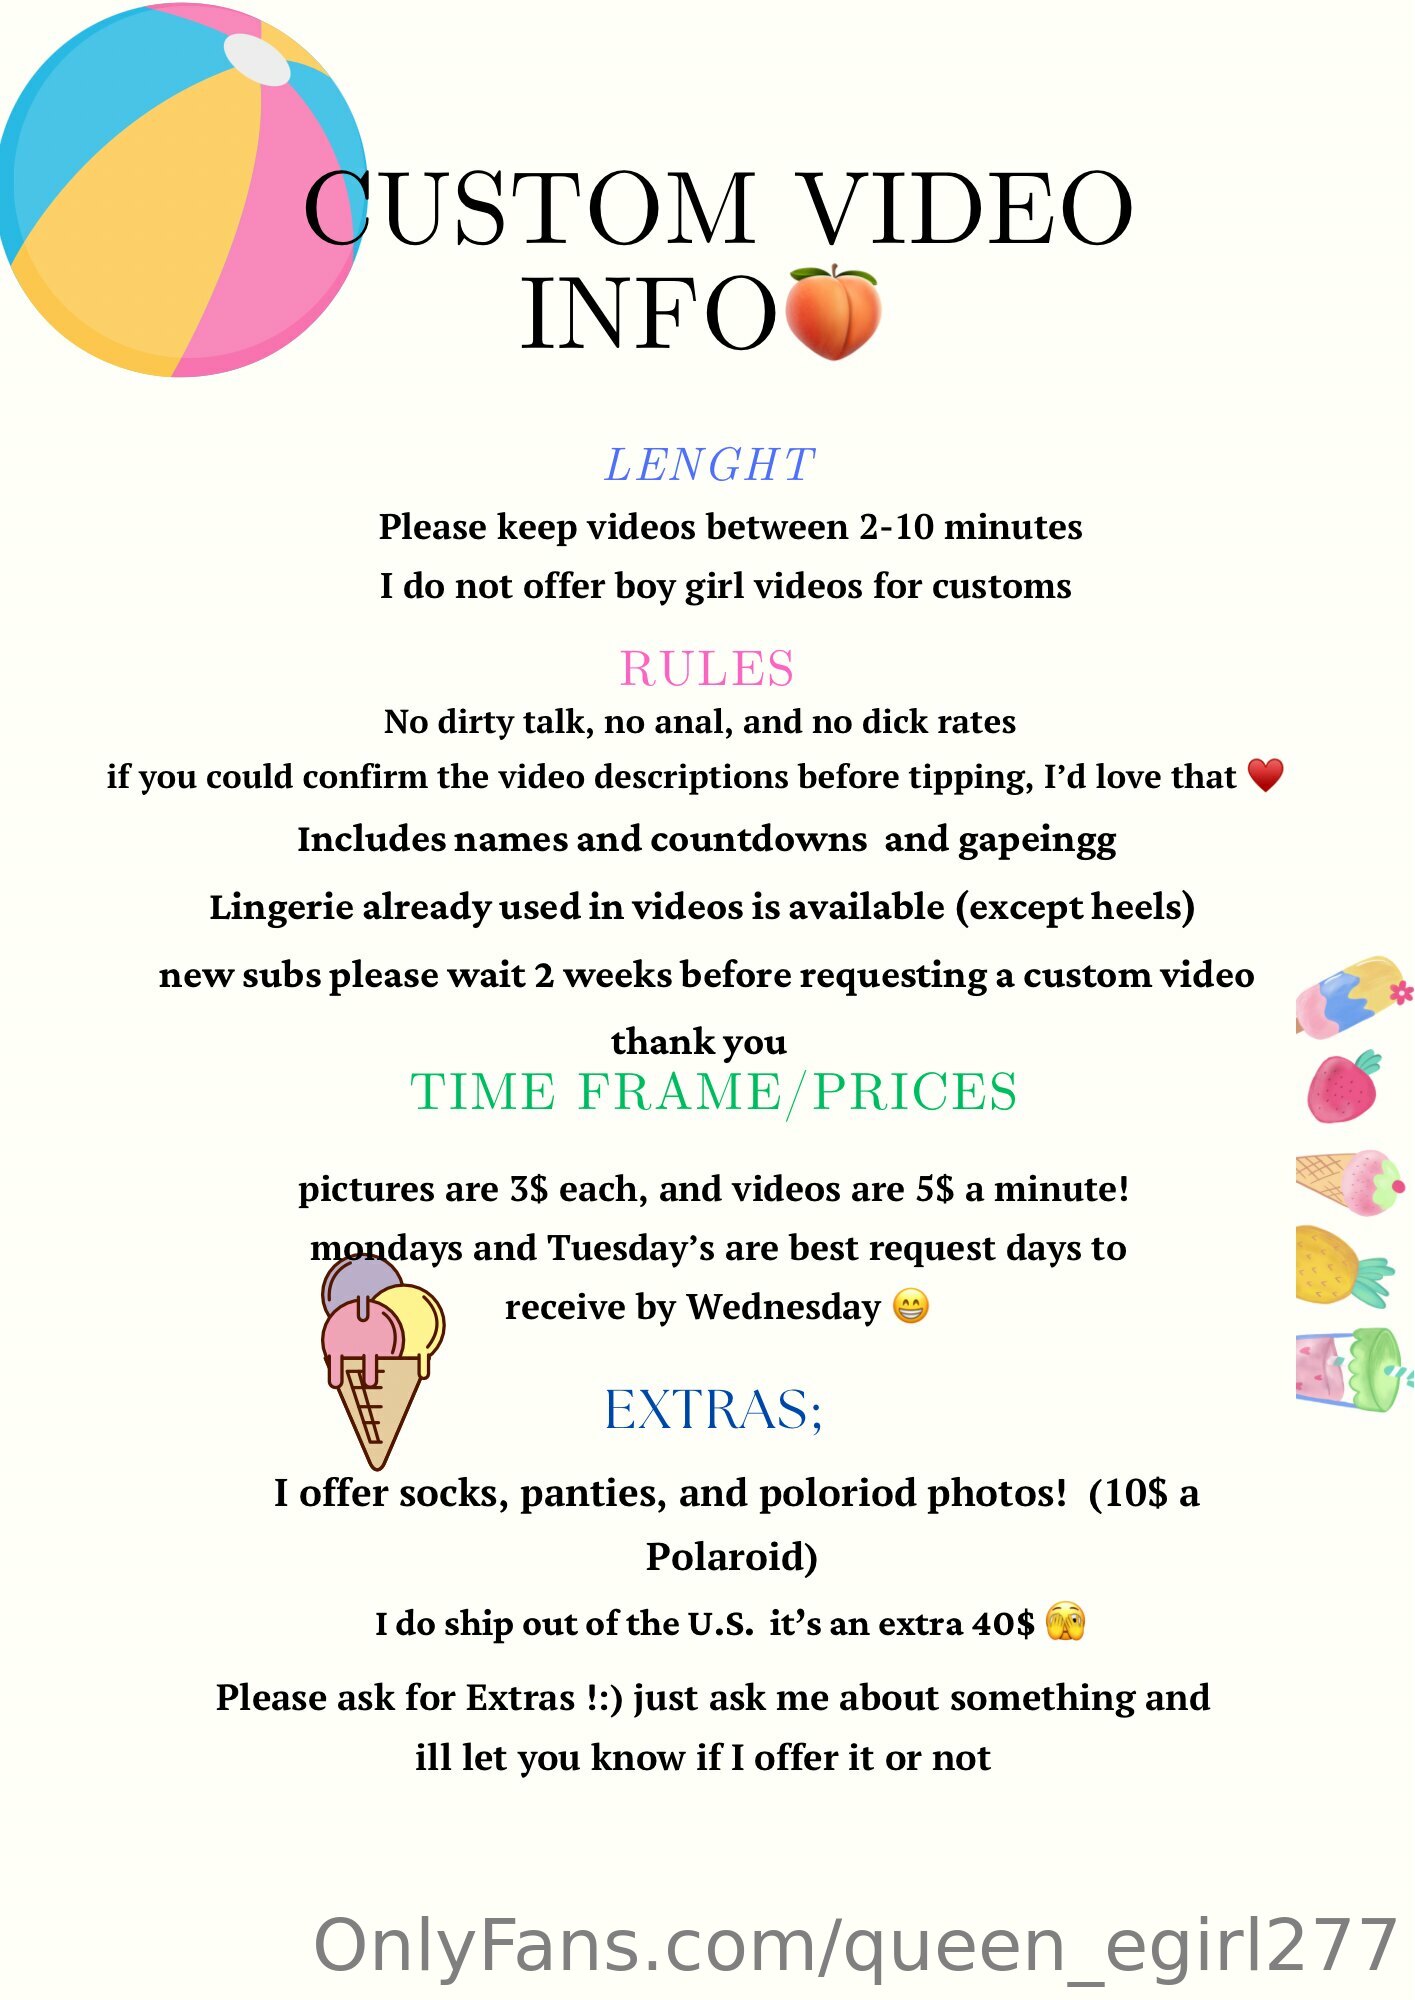 CUSTOM VIDEO
INFO🍑
LENGHT
Please keep videos between 2-10 minutes
I do not offer boy girl videos for customs
RULES
No dirty talk, no anal, and no dick rates
if you could confirm the video descriptions before tipping, I’d love that ♥️
Includes names and countdowns  and gapeingg
Lingerie already used in videos is available (except heels)
new subs please wait 2 weeks before requesting a custom video
thank you
TIME FRAME/PRICES
pictures are 3$ each, and videos are 5$ a minute!
mondays and Tuesday’s are best request days to
receive by Wednesday 😁
EXTRAS;
I offer socks, panties, and poloriod photos!  (10$ a
Polaroid)
I do ship out of the U.S.  it’s an extra 40$ 🫣
Please ask for Extras !:) just ask me about something and
ill let you know if I offer it or not
OnlyFans.com/queen_egirl277